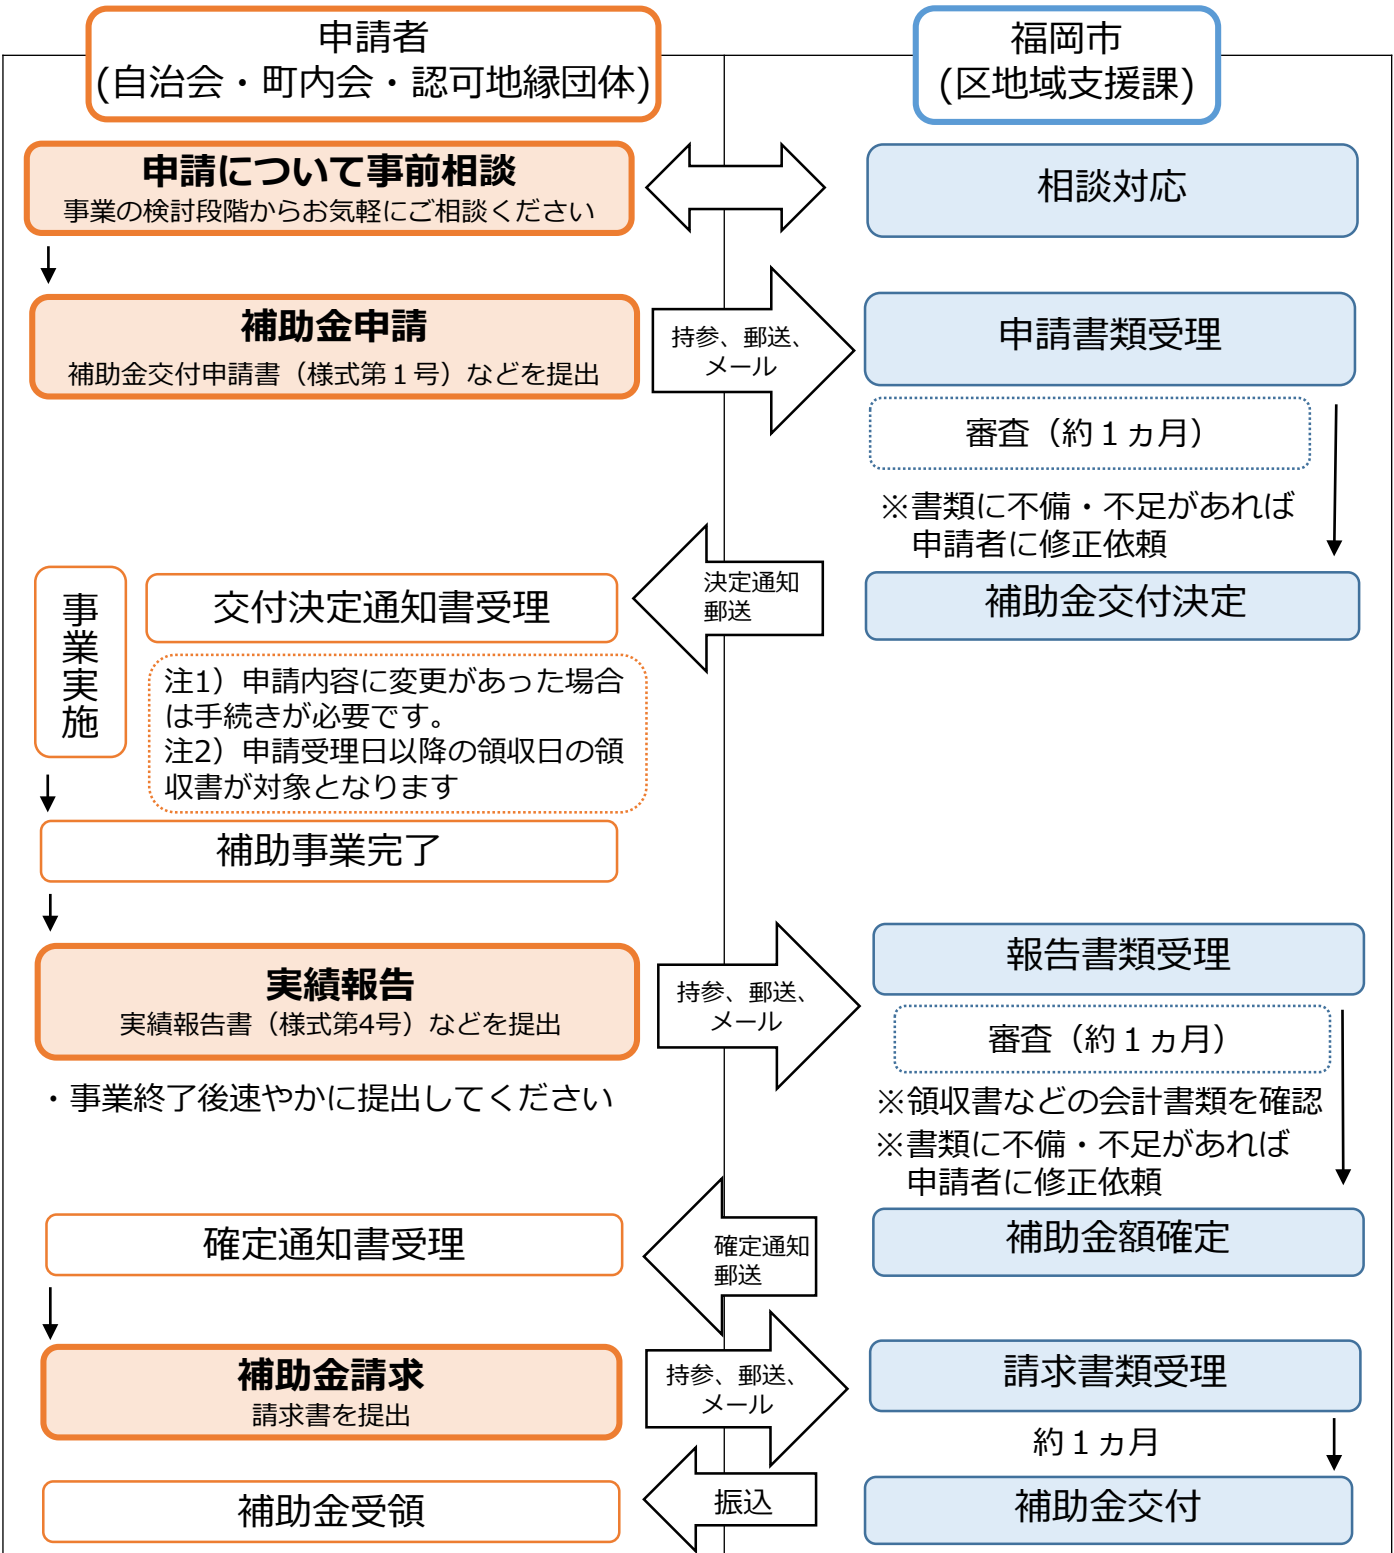 申請者
(自治会・町内会・認可地縁団体)
福岡市
(区地域支援課)
申請について事前相談
事業の検討段階からお気軽にご相談ください
相談対応
補助金申請
補助金交付申請書（様式第１号）などを提出
持参、郵送、
メール
申請書類受理
審査（約１ヵ月）
※書類に不備・不足があれば
申請者に修正依頼
補助金交付決定
決定通知
郵送
交付決定通知書受理
事業実施
注1）申請内容に変更があった場合
は手続きが必要です。
注2）申請受理日以降の領収日の領
収書が対象となります
補助事業完了
実績報告
実績報告書（様式第4号）などを提出
・事業終了後速やかに提出してください
持参、郵送、
メール
報告書類受理
審査（約１ヵ月）
※領収書などの会計書類を確認
※書類に不備・不足があれば
申請者に修正依頼
補助金額確定
確定通知
郵送
確定通知書受理
補助金請求
請求書を提出
持参、郵送、
メール
請求書類受理
約１ヵ月
補助金交付
振込
補助金受領